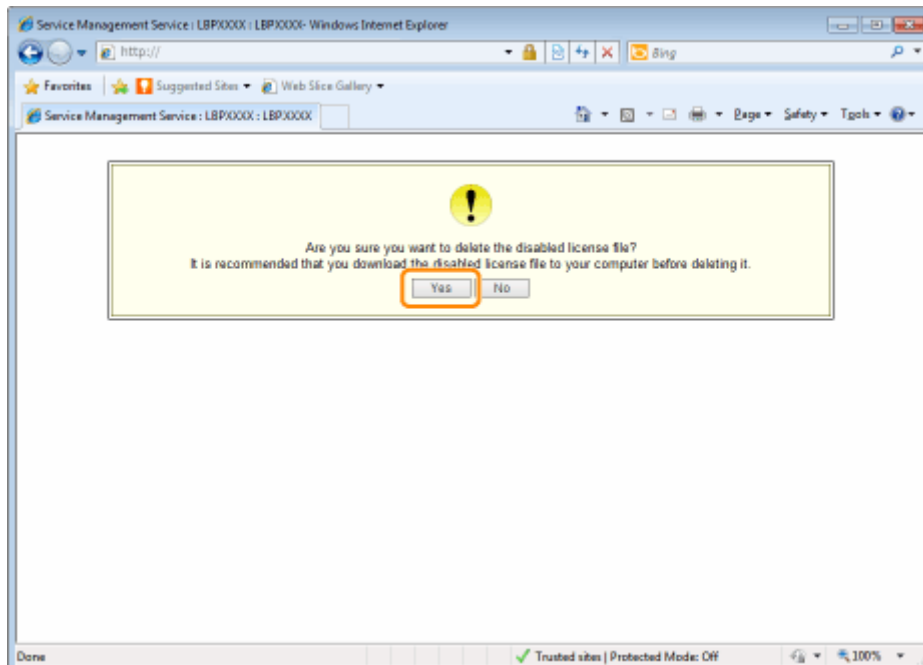 Service Management Service : LBPXXXX : LBPXXXX- Windows Internet Explorer
http://
Bing
Favorites Suggested Sites Web Slice Gallery
Service Management Service : LBPXXXX : LBPXXXX Page Safety Tools
Are you sure you want to delete the disabled license file?
It is recommended that you download the disabled license file to your computer before deleting it.
Yes No
Done Trusted sites | Protected Mode: Off 100%